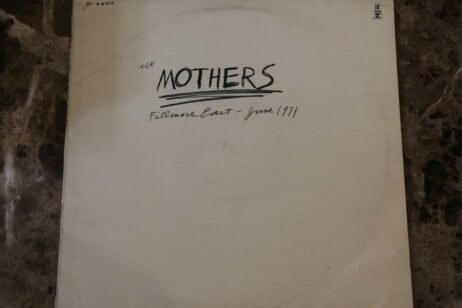 THE
MOTHERS
Fillmore East - June 1971